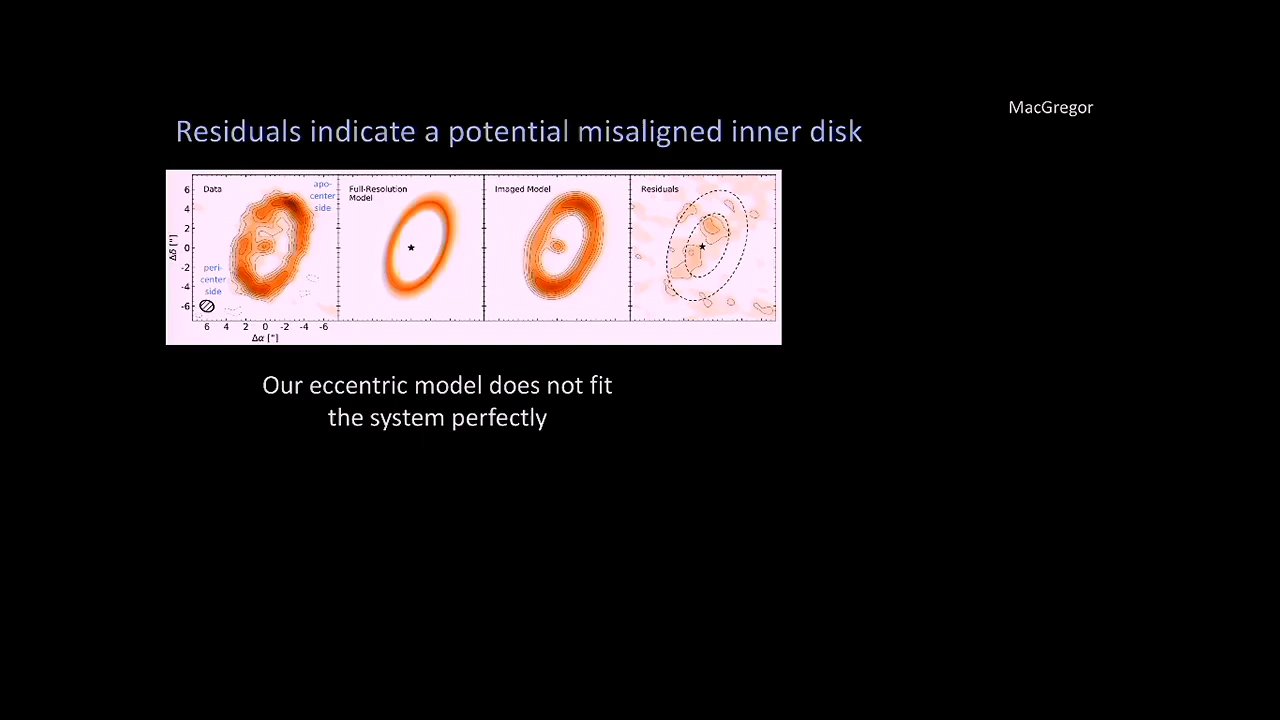 MacGregor
Residuals indicate a potential misaligned inner disk
Data
apo-
center
side
peri-
center
side
Full-Resolution
Model
Imaged Model
Residuals
6
4
2
0
-2
-4
-6
Δδ ["]
6 4 2 0 -2 -4 -6
Δα ["]
Our eccentric model does not fit
the system perfectly